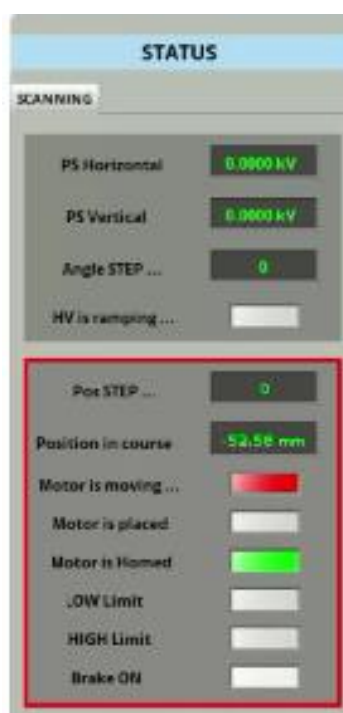 STATUS
SCANNING
PS Horizontal 0.0000 kV
PS Vertical 0.0000 kV
Angle STEP ... 0
HV is ramping ...
Pos STEP ... 0
Position in course -52.58 mm
Motor is moving ...
Motor is placed
Motor is Homed
LOW Limit
HIGH Limit
Brake ON